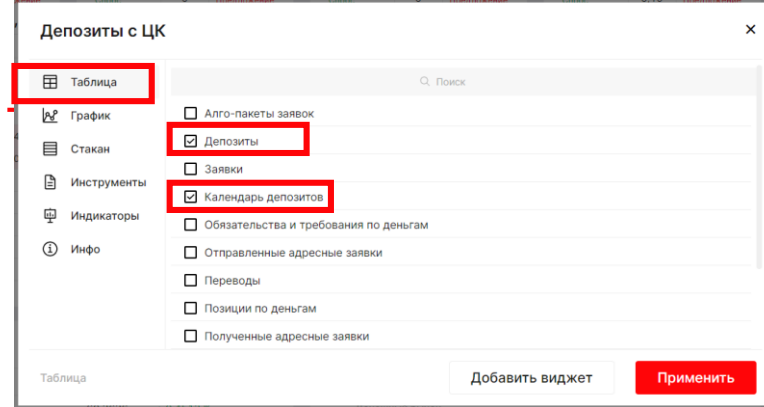 Депозиты с ЦК
Таблица
График
Стакан
Инструменты
Индикаторы
Инфо
Поиск
Алго-пакеты заявок
Депозиты
Заявки
Календарь депозитов
Обязательства и требования по деньгам
Отправленные адресные заявки
Переводы
Позиции по деньгам
Полученные адресные заявки
Таблица
Добавить виджет
Применить